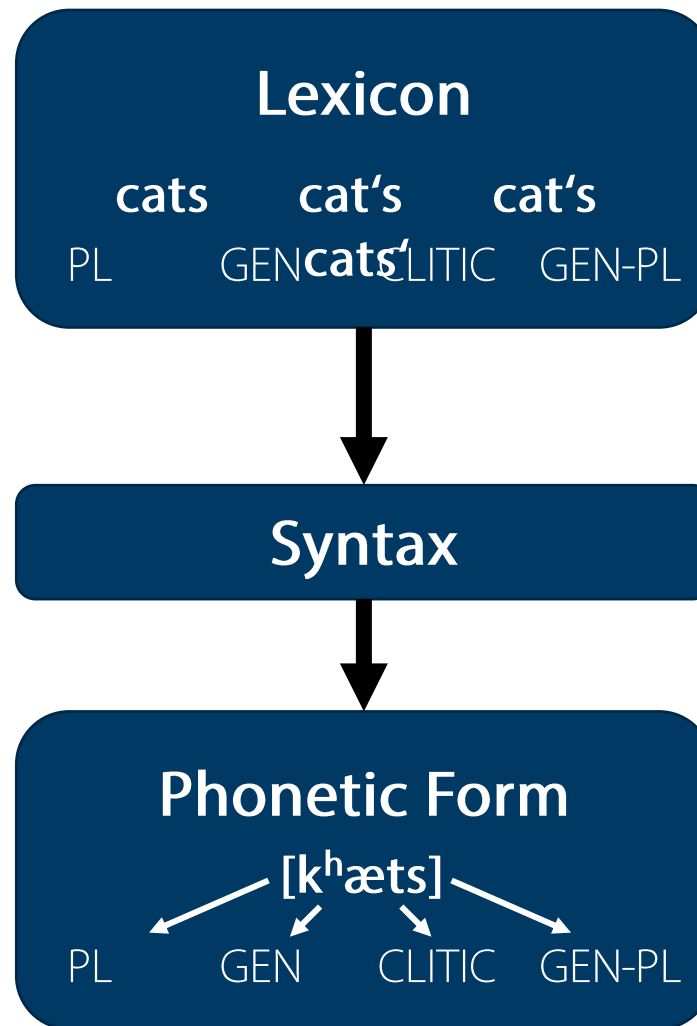 Lexicon
cats cat‘s cat‘s
cats‘
PL GEN CLITIC GEN-PL
Syntax
Phonetic Form
[kʰæts]
PL GEN CLITIC GEN-PL